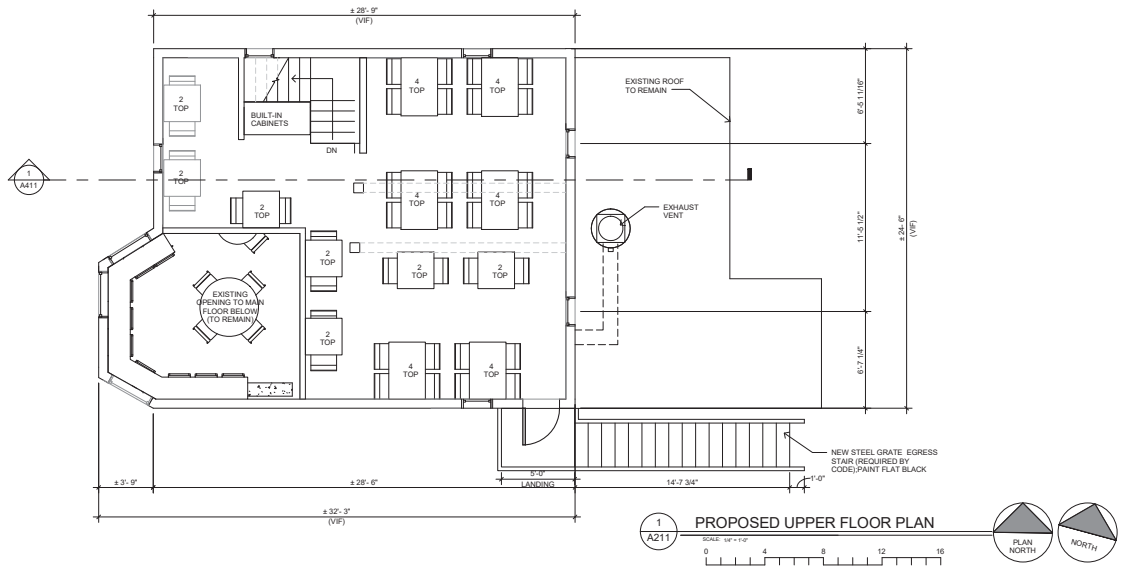 ± 28'- 9"
(VIF)
2
TOP
4
TOP
4
TOP
BUILT-IN
CABINETS
DN
EXISTING ROOF
TO REMAIN
6'-5 11/16"
1
A411
2
TOP
2
TOP
4
TOP
4
TOP
EXHAUST
VENT
11'-5 1/2"
± 24- 6"
(VIF)
2
TOP
2
TOP
2
TOP
EXISTING
OPENING TO MAIN
FLOOR BELOW
(TO REMAIN)
2
TOP
4
TOP
4
TOP
6'-7 1/4"
NEW STEEL GRATE EGRESS
STAIR (REQUIRED BY
CODE);PAINT FLAT BLACK
5'-0"
LANDING
14'-7 3/4"
1'-0"
± 3'- 9"
± 28'- 6"
± 32'- 3"
(VIF)
1
A211
PROPOSED UPPER FLOOR PLAN
SCALE: 1/4" = 1'-0"
0 4 8 12 16
PLAN
NORTH
NORTH